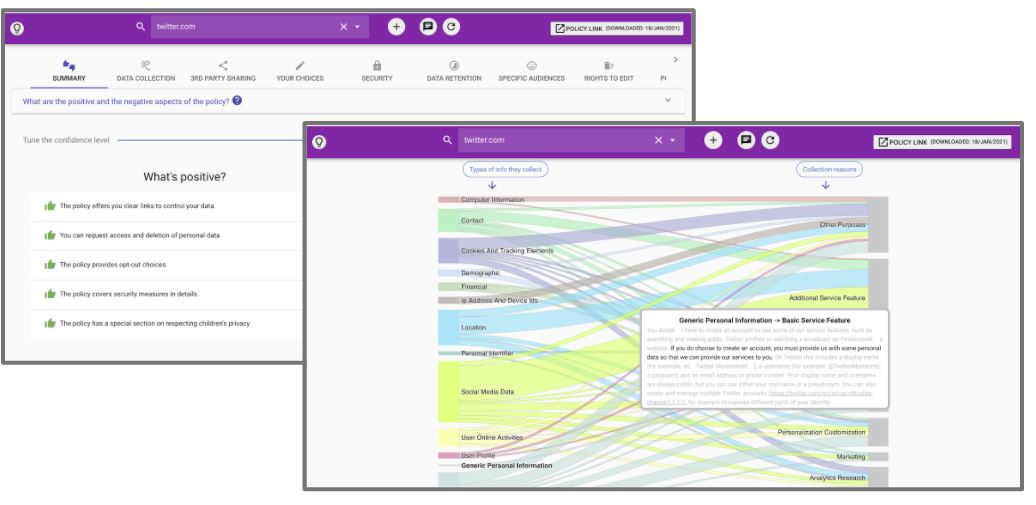 twitter.com
POLICY LINK (DOWNLOADED: 18/JAN/2021)
SUMMARY
DATA COLLECTION
3RD PARTY SHARING
YOUR CHOICES
SECURITY
DATA RETENTION
SPECIFIC AUDIENCES
RIGHTS TO EDIT
What are the positive and the negative aspects of the policy?
Tune the confidence level
What's positive?
The policy offers you clear links to control your data
You can request access and deletion of personal data
The policy provides opt-out choices.
The policy covers security measures in details.
The policy has a special section on respecting children's privacy
twitter.com
POLICY LINK (DOWNLOADED: 18/JAN/2021)
Types of info they collect
Collection reasons
Computer Information
Contact
Cookies And Tracking Elements
Demographic
Financial
Ip Address And Device Ids
Location
Personal Identifier
Social Media Data
User Online Activities
User Profile
Generic Personal Information
Other Purposes
Additional Service Feature
Generic Personal Information -> Basic Service Feature
You donâ t have to create an account to use some of our service features, such as
searching and viewing public Twitter profiles or watching a broadcast on
website. If you do choose to create an account, you must provide us with some personal
data so that we can provide our services to you. On Twitter this includes a display name
(for example, Twitter Moments), a username (for example, @TwitterMoments),
a password, and an email address or phone number. Your display name and username
are always public, but you can use either your real name or a pseudonym. You can also
create and manage multiple Twitter accounts
, for example to express different parts of your identity.
Personalization Customization
Marketing
Analytics Research